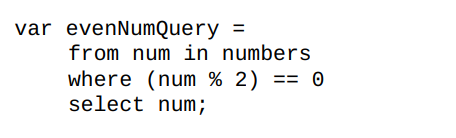 var evenNumQuery =
    from num in numbers
    where (num % 2) == 0
    select num;